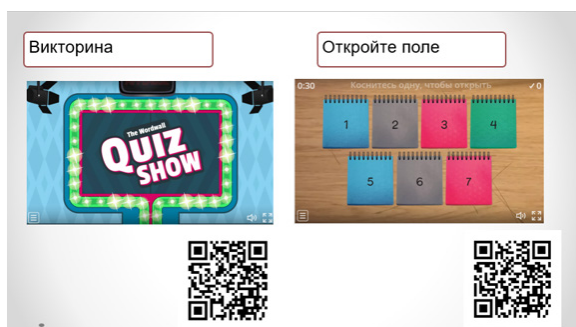 Викторина
Откройте поле
The Wordwall
QUIZ
SHOW
0:30
Коснитесь одну, чтобы открыть
✓0
1
2
3
4
5
6
7